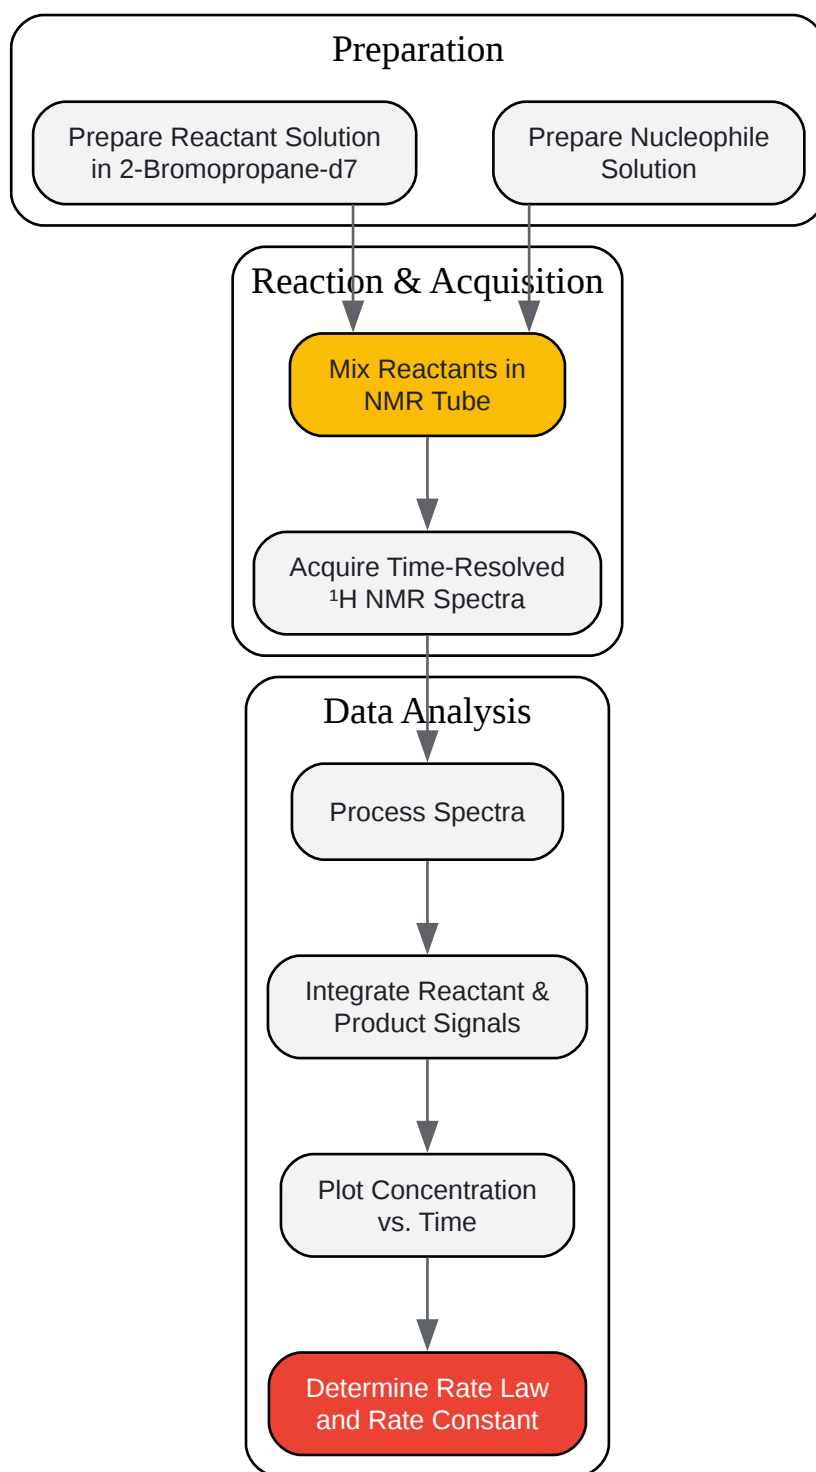 Preparation
Prepare Reactant Solution
in 2-Bromopropane-d7
Prepare Nucleophile
Solution
Reaction & Acquisition
Mix Reactants in
NMR Tube
Acquire Time-Resolved
¹H NMR Spectra
Data Analysis
Process Spectra
Integrate Reactant &
Product Signals
Plot Concentration
vs. Time
Determine Rate Law
and Rate Constant